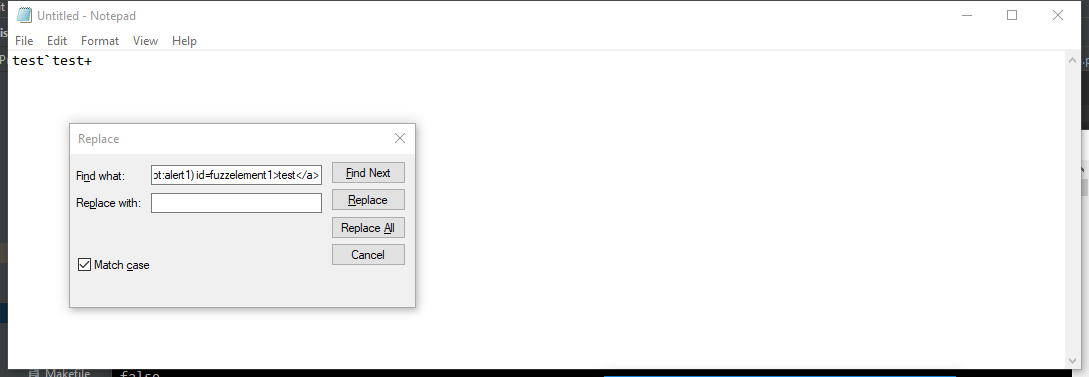 Untitled - Notepad
File Edit Format View Help
test`test+
Replace
Find what: pt:alert1) id=fuzzelement1>test</a>
Find Next
Replace with:
Replace
Replace All
Cancel
Match case
Makefile
false